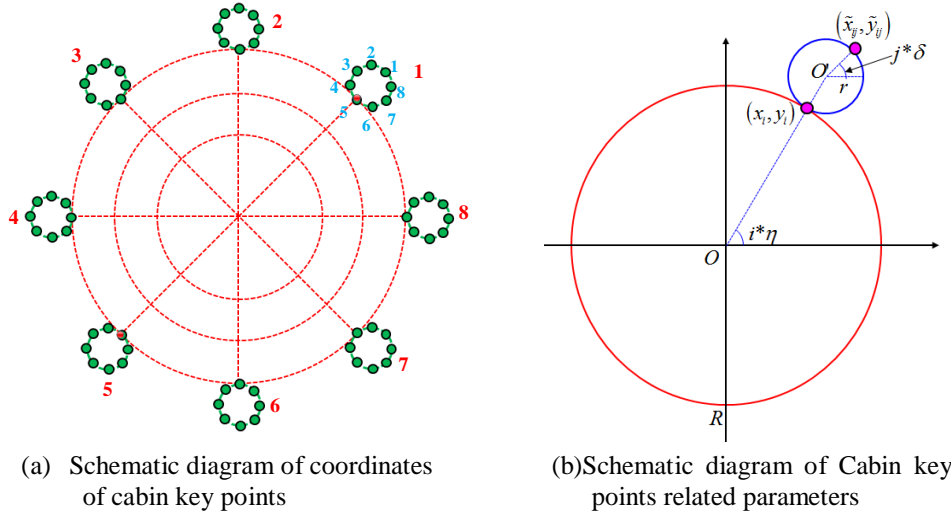 2
3
1
2
3
1
4
8
5
6
7
4
8
5
7
6
(x̃ij, ỹij)
j*δ
O'
r
(xi, yi)
i*η
O
R
(a) Schematic diagram of coordinates
of cabin key points
(b)Schematic diagram of Cabin key
points related parameters